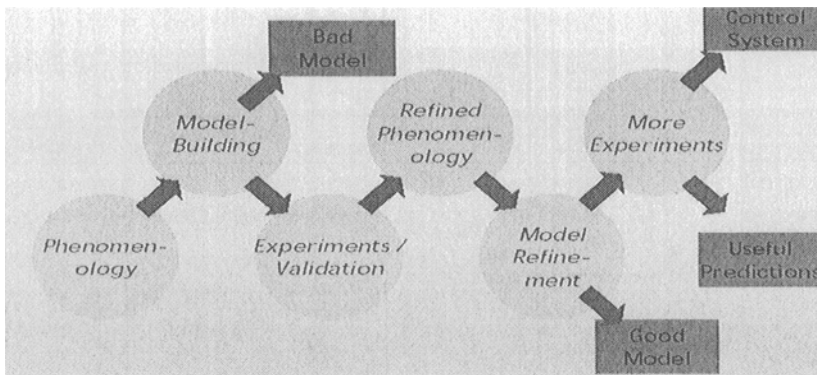 Phenomen-
ology
Model-
Building
Bad
Model
Experiments /
Validation
Refined
Phenomen-
ology
Model
Refine-
ment
Good
Model
More
Experiments
Control
System
Useful
Predictions